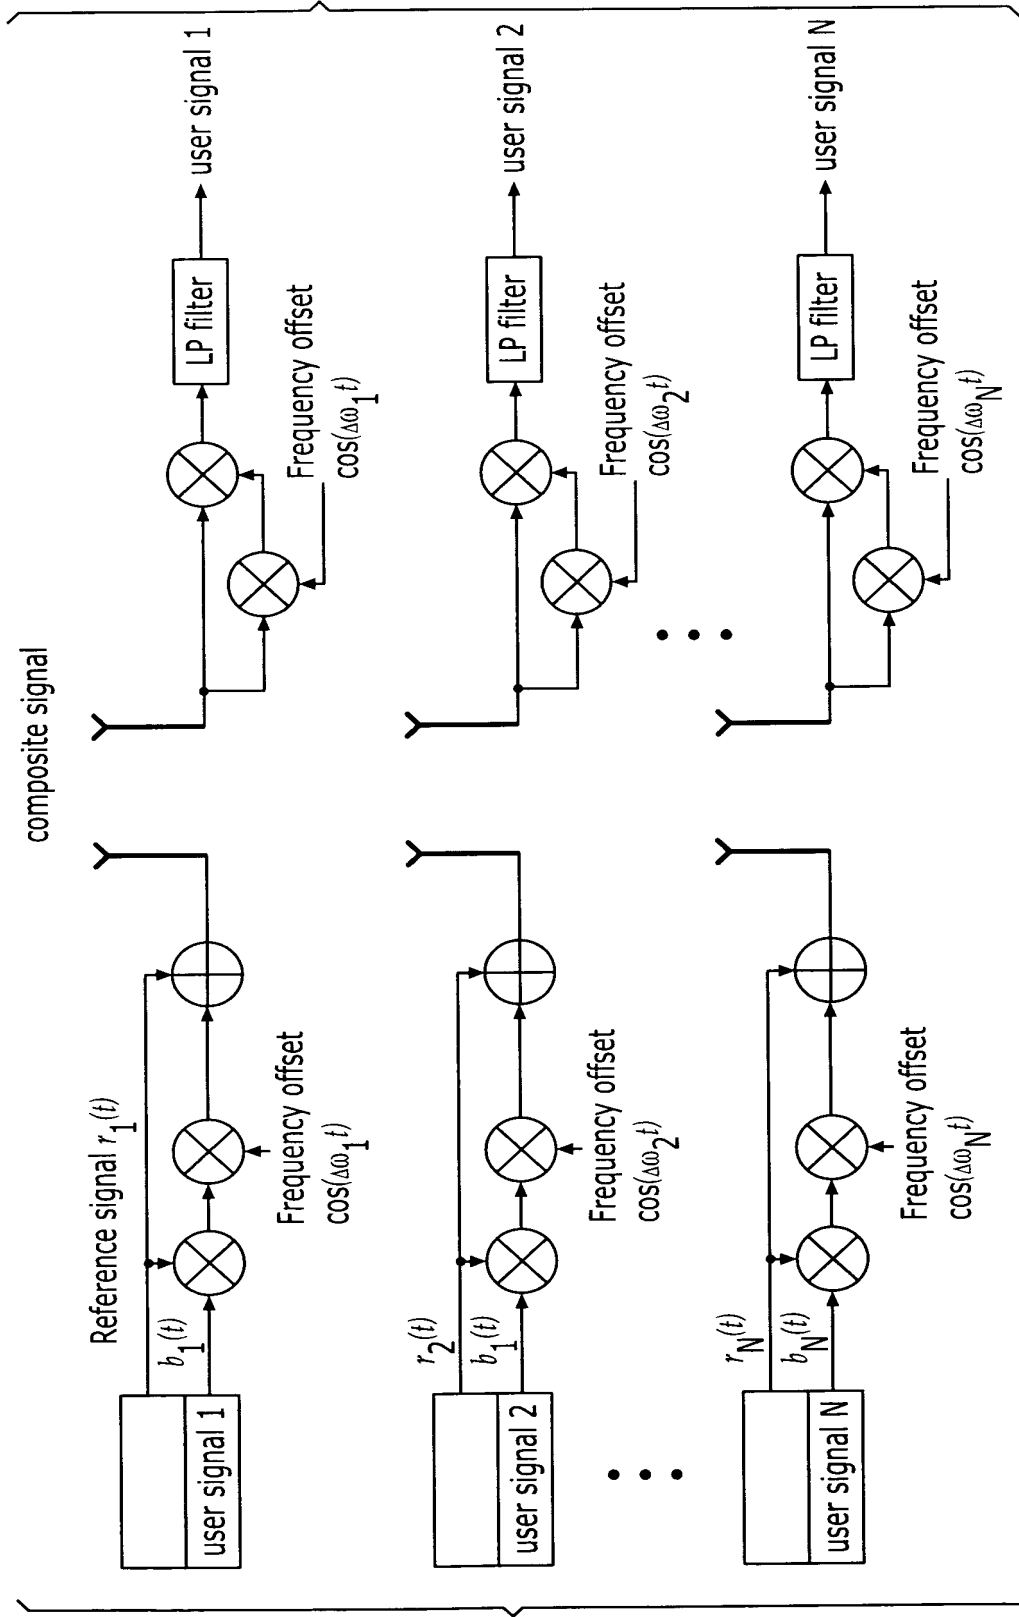 composite signal
Reference signal r1(t)
b1(t)
user signal 1
Frequency offset
cos(Δω1t)
Frequency offset
cos(Δω1t)
LP filter
user signal 1
r2(t)
b1(t)
user signal 2
Frequency offset
cos(Δω2t)
Frequency offset
cos(Δω2t)
LP filter
user signal 2
rN(t)
bN(t)
user signal N
Frequency offset
cos(ΔωNt)
Frequency offset
cos(ΔωNt)
LP filter
user signal N